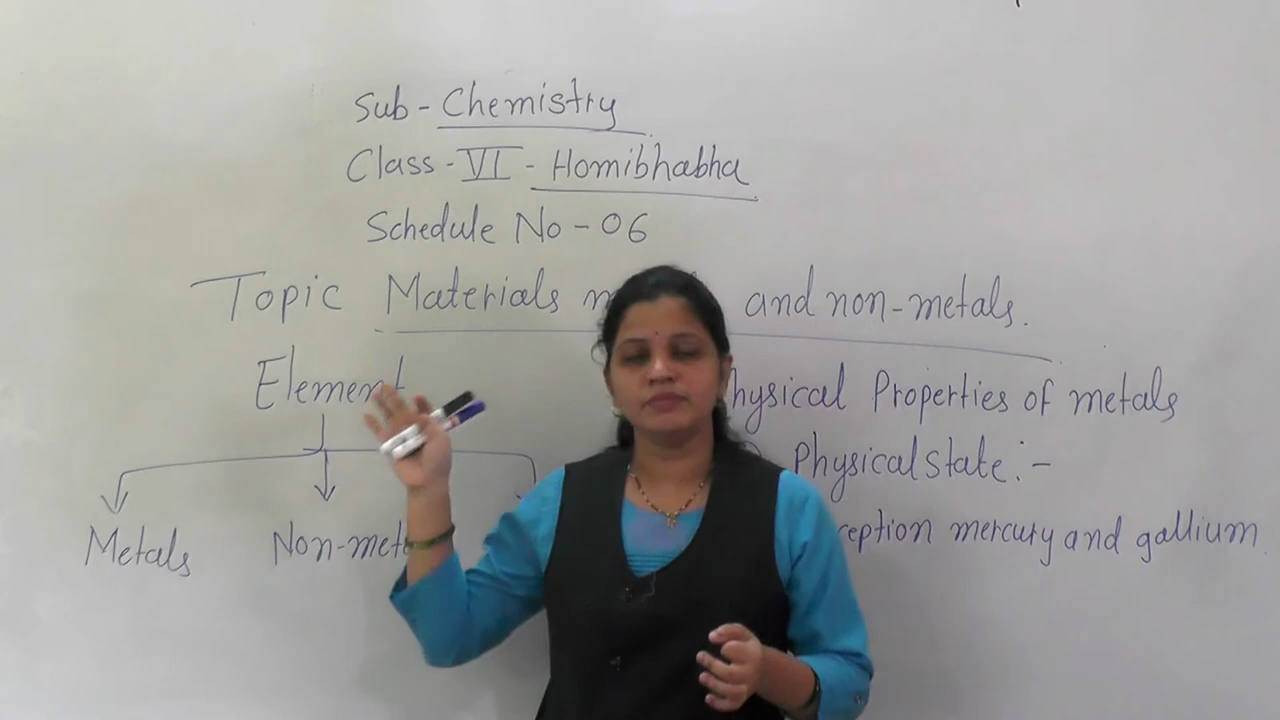 Sub - Chemistry
Class - VI - Homibhabha
Schedule No - 06
Topic Materials and non-metals.
Element
Metals
Physical Properties of metals
Physical state :-
mercury and gallium